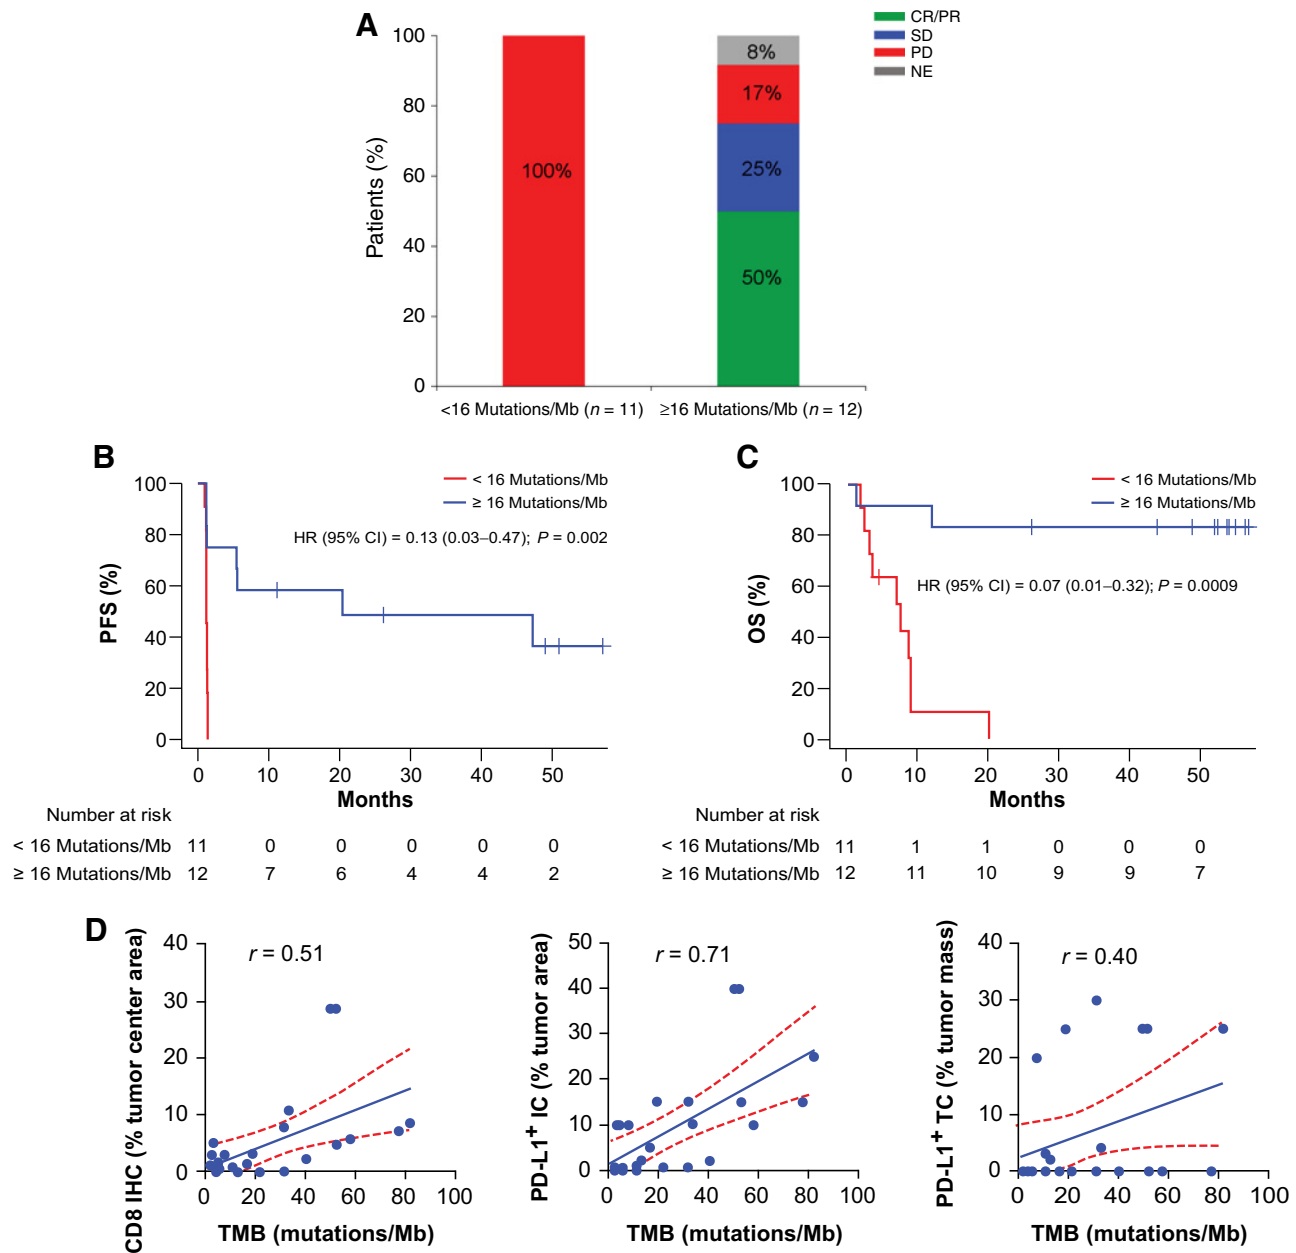 A
CR/PR
SD
PD
NE
Patients (%)
100
80
60
40
20
0
100%
8%
17%
25%
50%
<16 Mutations/Mb (n = 11)
≥16 Mutations/Mb (n = 12)
B
< 16 Mutations/Mb
≥ 16 Mutations/Mb
HR (95% CI) = 0.13 (0.03–0.47); P = 0.002
PFS (%)
100
80
60
40
20
0
0 10 20 30 40 50
Months
Number at risk
< 16 Mutations/Mb 11 0 0 0 0 0
≥ 16 Mutations/Mb 12 7 6 4 4 2
C
< 16 Mutations/Mb
≥ 16 Mutations/Mb
HR (95% CI) = 0.07 (0.01–0.32); P = 0.0009
OS (%)
100
80
60
40
20
0
0 10 20 30 40 50
Months
Number at risk
< 16 Mutations/Mb 11 1 1 0 0 0
≥ 16 Mutations/Mb 12 11 10 9 9 7
D
CD8 IHC (% tumor center area)
r = 0.51
40
30
20
10
0
0 20 40 60 80 100
TMB (mutations/Mb)
PD-L1+ IC (% tumor area)
r = 0.71
50
40
30
20
10
0
0 20 40 60 80 100
TMB (mutations/Mb)
PD-L1+ TC (% tumor mass)
r = 0.40
40
30
20
10
0
0 20 40 60 80 100
TMB (mutations/Mb)